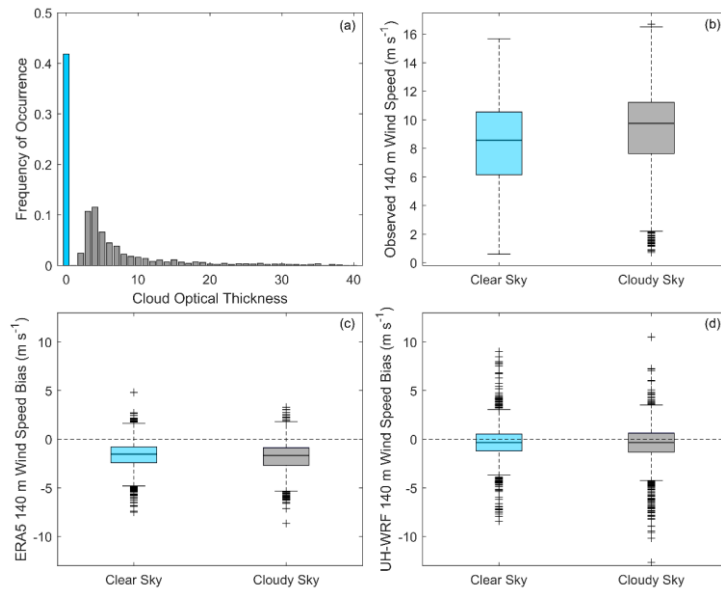 (a)
0.5
0.4
0.3
0.2
0.1
0
Frequency of Occurrence
0 10 20 30 40
Cloud Optical Thickness
(b)
16
14
12
10
8
6
4
2
0
Observed 140 m Wind Speed (m s⁻¹)
Clear Sky Cloudy Sky
(c)
10
5
0
-5
-10
ERA5 140 m Wind Speed Bias (m s⁻¹)
Clear Sky Cloudy Sky
(d)
10
5
0
-5
-10
UH-WRF 140 m Wind Speed Bias (m s⁻¹)
Clear Sky Cloudy Sky